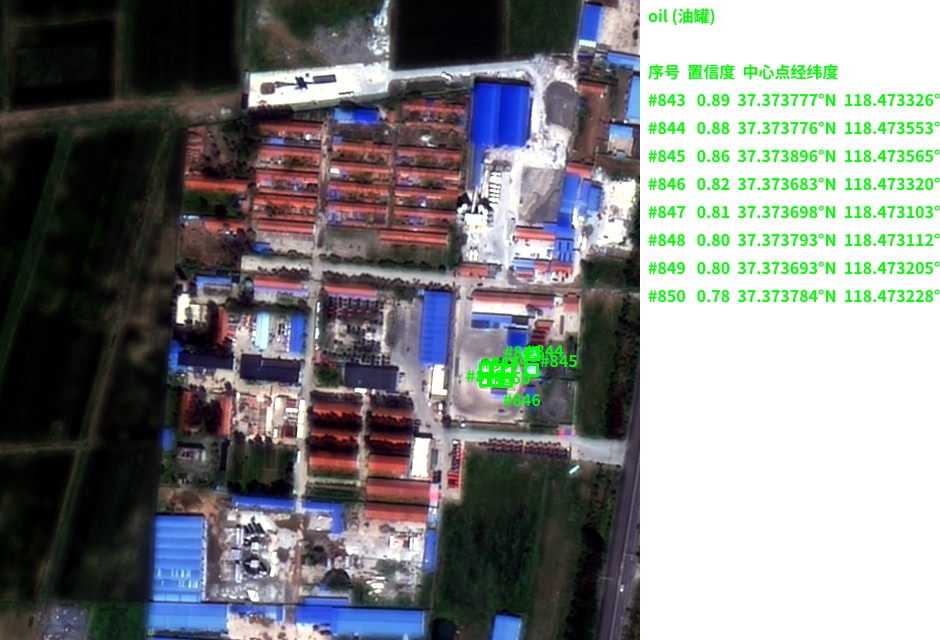 oil (油罐)
序号 置信度 中心点经纬度
#843 0.89 37.373777°N 118.473326°
#844 0.88 37.373776°N 118.473553°
#845 0.86 37.373896°N 118.473565°
#846 0.82 37.373683°N 118.473320°
#847 0.81 37.373698°N 118.473103°
#848 0.80 37.373793°N 118.473112°
#849 0.80 37.373693°N 118.473205°
#850 0.78 37.373784°N 118.473228°
#844
#845
#846